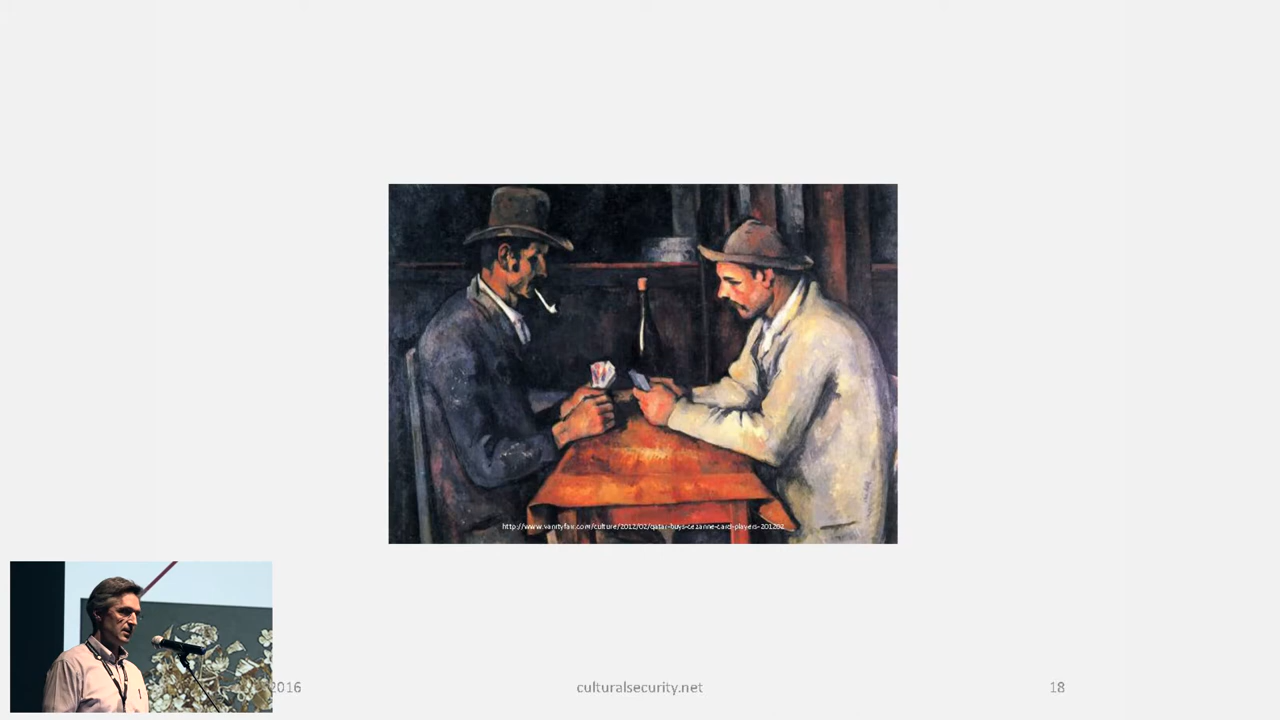 http://www.vanityfair.com/culture/2012/02/qatar-buys-cezanne-card-players-201202
2016
culturalsecurity.net
18